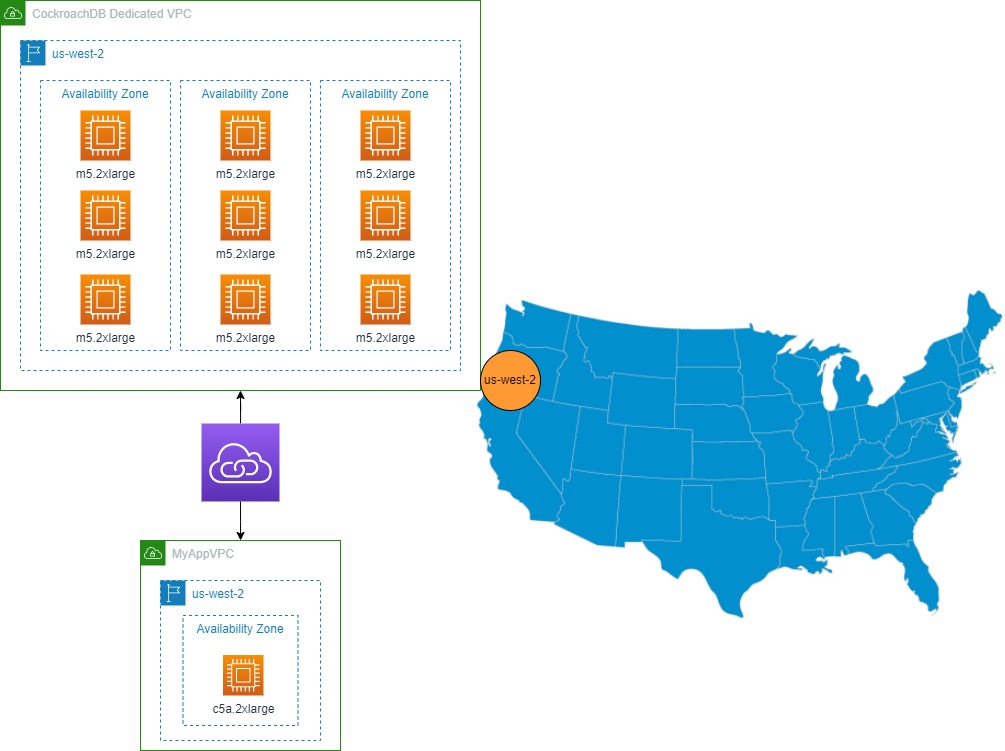 CockroachDB Dedicated VPC
us-west-2
Availability Zone Availability Zone Availability Zone
m5.2xlarge m5.2xlarge m5.2xlarge
m5.2xlarge m5.2xlarge m5.2xlarge
m5.2xlarge m5.2xlarge m5.2xlarge
us-west-2
MyAppVPC
us-west-2
Availability Zone
c5a.2xlarge